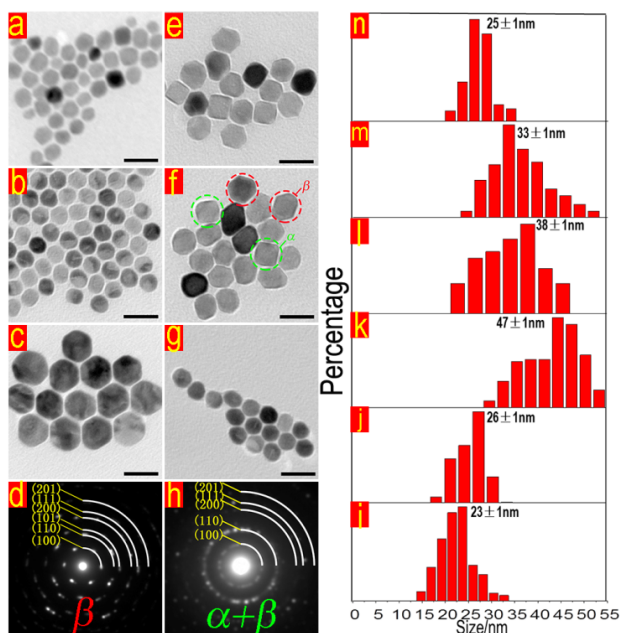 a
e
b
f
β
α
c
g
d
(201)
(111)
(200)
(101)
(110)
(100)
β
h
(201)
(111)
(200)
(110)
(100)
α+β
Percentage
n
25±1nm
m
33±1nm
l
38±1nm
k
47±1nm
j
26±1nm
i
23±1nm
0 5 10 15 20 25 30 35 40 45 50 55
Size/nm